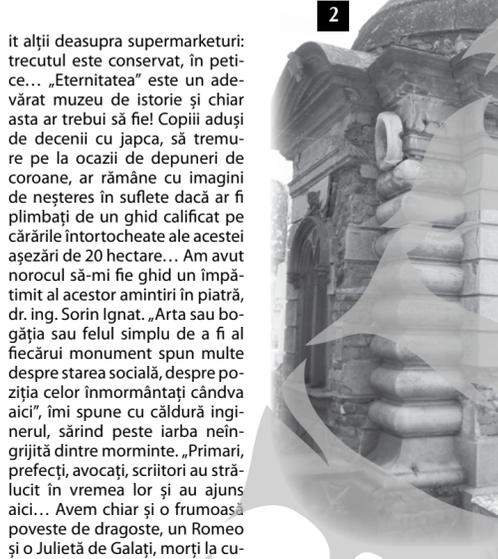 2
it alții deasupra supermarketuri:
trecutul este conservat, în peti-
ce… „Eternitatea” este un ade-
vărat muzeu de istorie și chiar
asta ar trebui să fie! Copiii aduși
de decenii cu japca, să tremu-
re pe la ocazii de depuneri de
coroane, ar rămâne cu imagini
de neșteres în suflete dacă ar fi
plimbați de un ghid calificat pe
cărările întortocheate ale acestei
așezări de 20 hectare… Am avut
norocul să-mi fie ghid un împă-
timit al acestor amintiri în piatră,
dr. ing. Sorin Ignat. „Arta sau bo-
găția sau felul simplu de a fi al
fiecărui monument spun multe
despre starea socială, despre po-
ziția celor înmormântați cândva
aici”, îmi spune cu căldură ingi-
nerul, sărind peste iarba neîn-
grijită dintre morminte. „Primari,
prefecți, avocați, scriitori au stră-
lucit în vremea lor și au ajuns
aici… Avem chiar și o frumoasă
poveste de dragoste, un Romeo
și o Julietă de Galați, morți la cu-